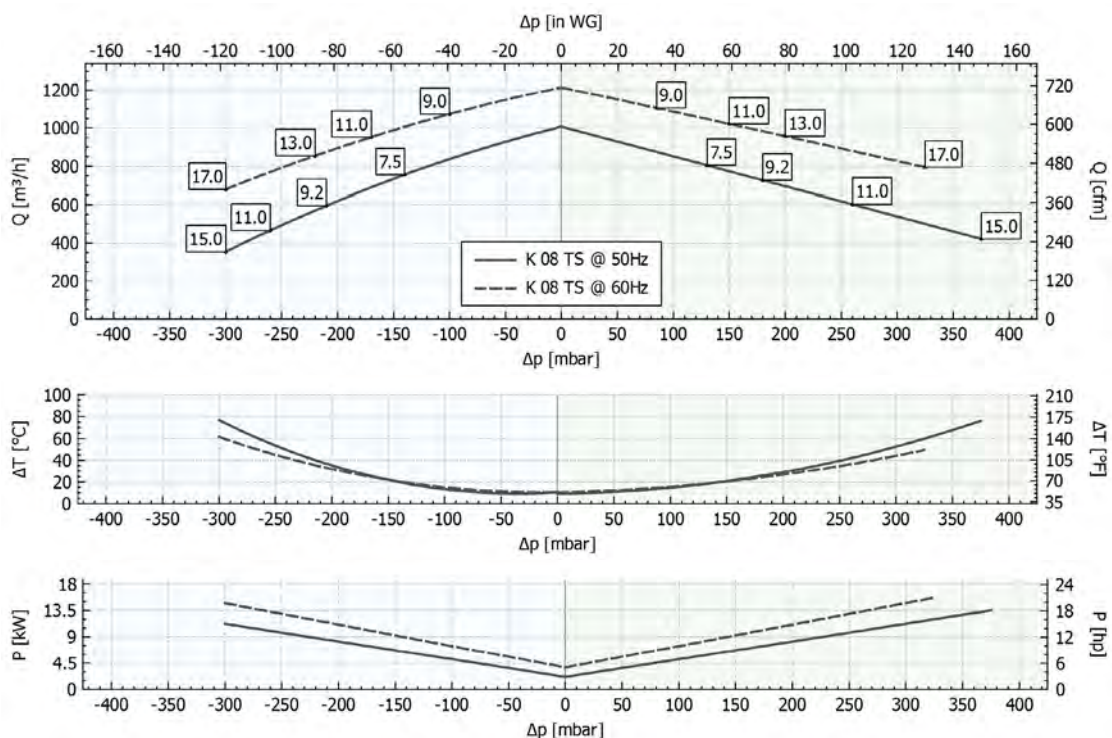 Δp [in WG]
-160 -140 -120 -100 -80 -60 -40 -20 0 20 40 60 80 100 120 140 160
Q [m³/h]
1200
1000
800
600
400
200
0
17.0 13.0 11.0 9.0 9.0 11.0 13.0 17.0
15.0 11.0 9.2 7.5 7.5 9.2 11.0 15.0
K 08 TS @ 50Hz
K 08 TS @ 60Hz
720
600
480
360
240
120
0
Q [cfm]
-400 -350 -300 -250 -200 -150 -100 -50 0 50 100 150 200 250 300 350 400
Δp [mbar]
ΔT [°C]
100
80
60
40
20
0
210
175
140
105
70
35
ΔT [°F]
-400 -350 -300 -250 -200 -150 -100 -50 0 50 100 150 200 250 300 350 400
Δp [mbar]
P [kW]
18
13.5
9
4.5
0
24
18
12
6
0
P [hp]
-400 -350 -300 -250 -200 -150 -100 -50 0 50 100 150 200 250 300 350 400
Δp [mbar]